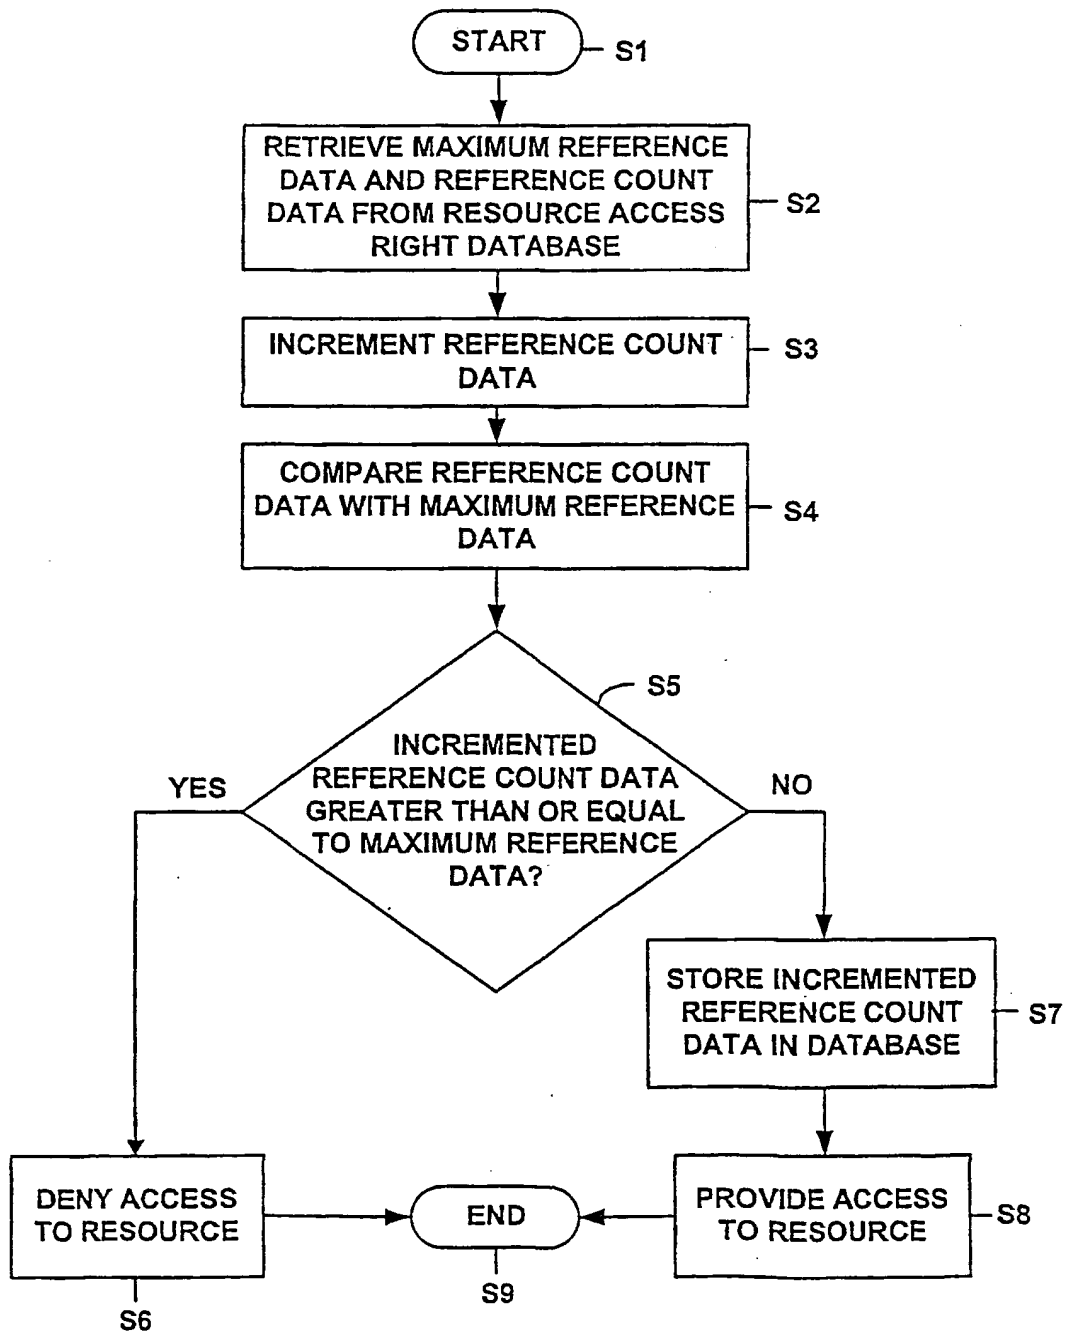 START
S1
RETRIEVE MAXIMUM REFERENCE
DATA AND REFERENCE COUNT
DATA FROM RESOURCE ACCESS
RIGHT DATABASE
S2
INCREMENT REFERENCE COUNT
DATA
S3
COMPARE REFERENCE COUNT
DATA WITH MAXIMUM REFERENCE
DATA
S4
S5
INCREMENTED
REFERENCE COUNT DATA
GREATER THAN OR EQUAL
TO MAXIMUM REFERENCE
DATA?
YES
NO
STORE INCREMENTED
REFERENCE COUNT
DATA IN DATABASE
S7
DENY ACCESS
TO RESOURCE
S6
END
S9
PROVIDE ACCESS
TO RESOURCE
S8